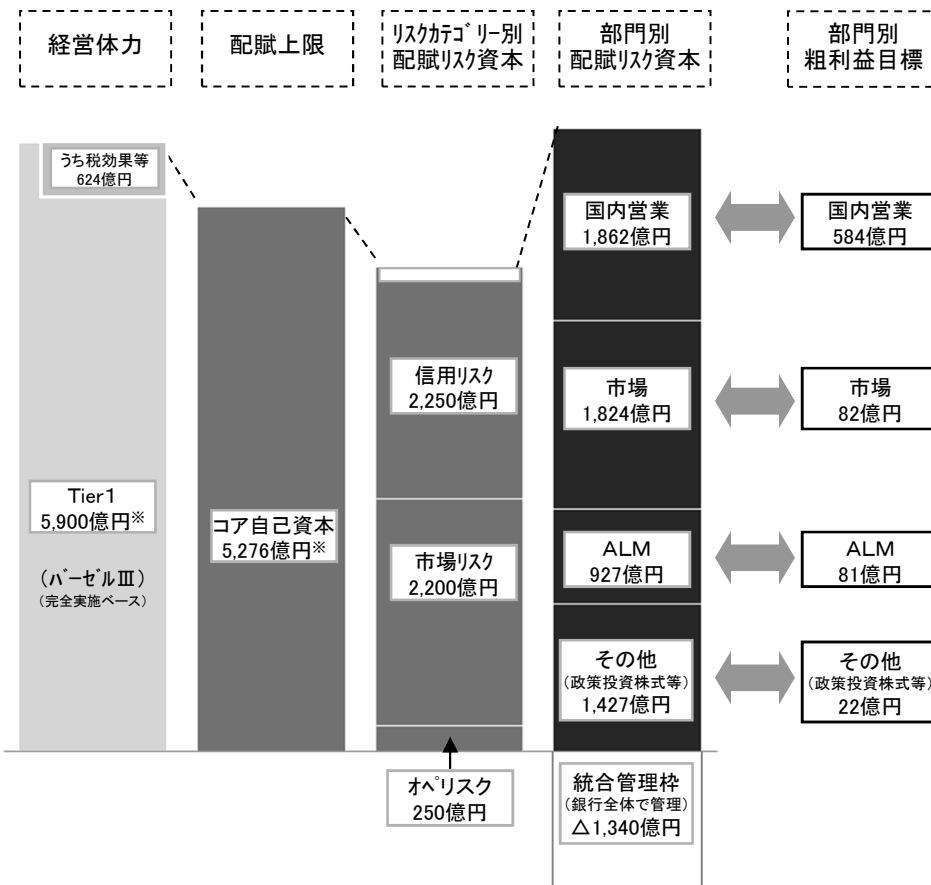 経営体力
配賦上限
ﾘｽｸｶﾃｺﾞﾘｰ別
配賦リスク資本
部門別
配賦リスク資本
部門別
粗利益目標
うち税効果等
624億円
Tier1
5,900億円※
(ﾊﾞｰｾﾞﾙⅢ)
(完全実施ベース)
コア自己資本
5,276億円※
信用リスク
2,250億円
市場リスク
2,200億円
オペリスク
250億円
国内営業
1,862億円
市場
1,824億円
ALM
927億円
その他
(政策投資株式等)
1,427億円
統合管理枠
(銀行全体で管理)
△1,340億円
国内営業
584億円
市場
82億円
ALM
81億円
その他
(政策投資株式等)
22億円